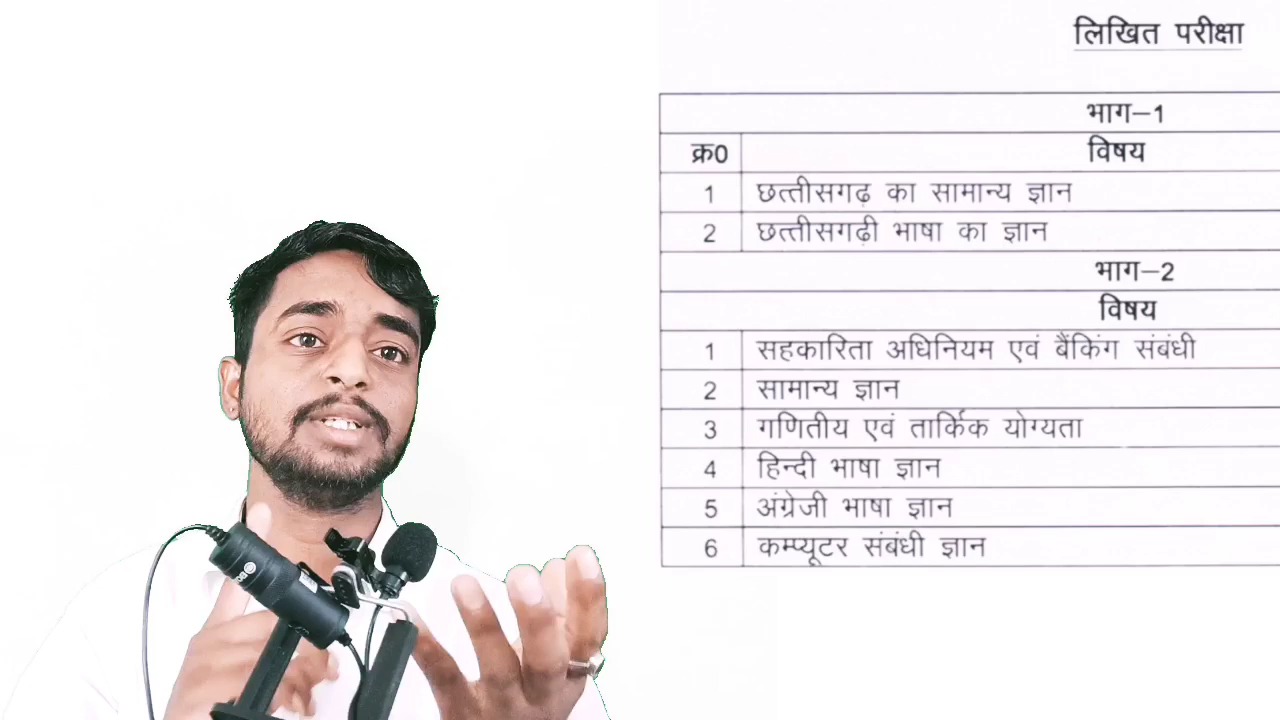 लिखित परीक्षा
भाग–1
क्र0 विषय
1 छत्तीसगढ़ का सामान्य ज्ञान
2 छत्तीसगढ़ी भाषा का ज्ञान
भाग–2
विषय
1 सहकारिता अधिनियम एवं बैंकिंग संबंधी
2 सामान्य ज्ञान
3 गणितीय एवं तार्किक योग्यता
4 हिन्दी भाषा ज्ञान
5 अंग्रेजी भाषा ज्ञान
6 कम्प्यूटर संबंधी ज्ञान